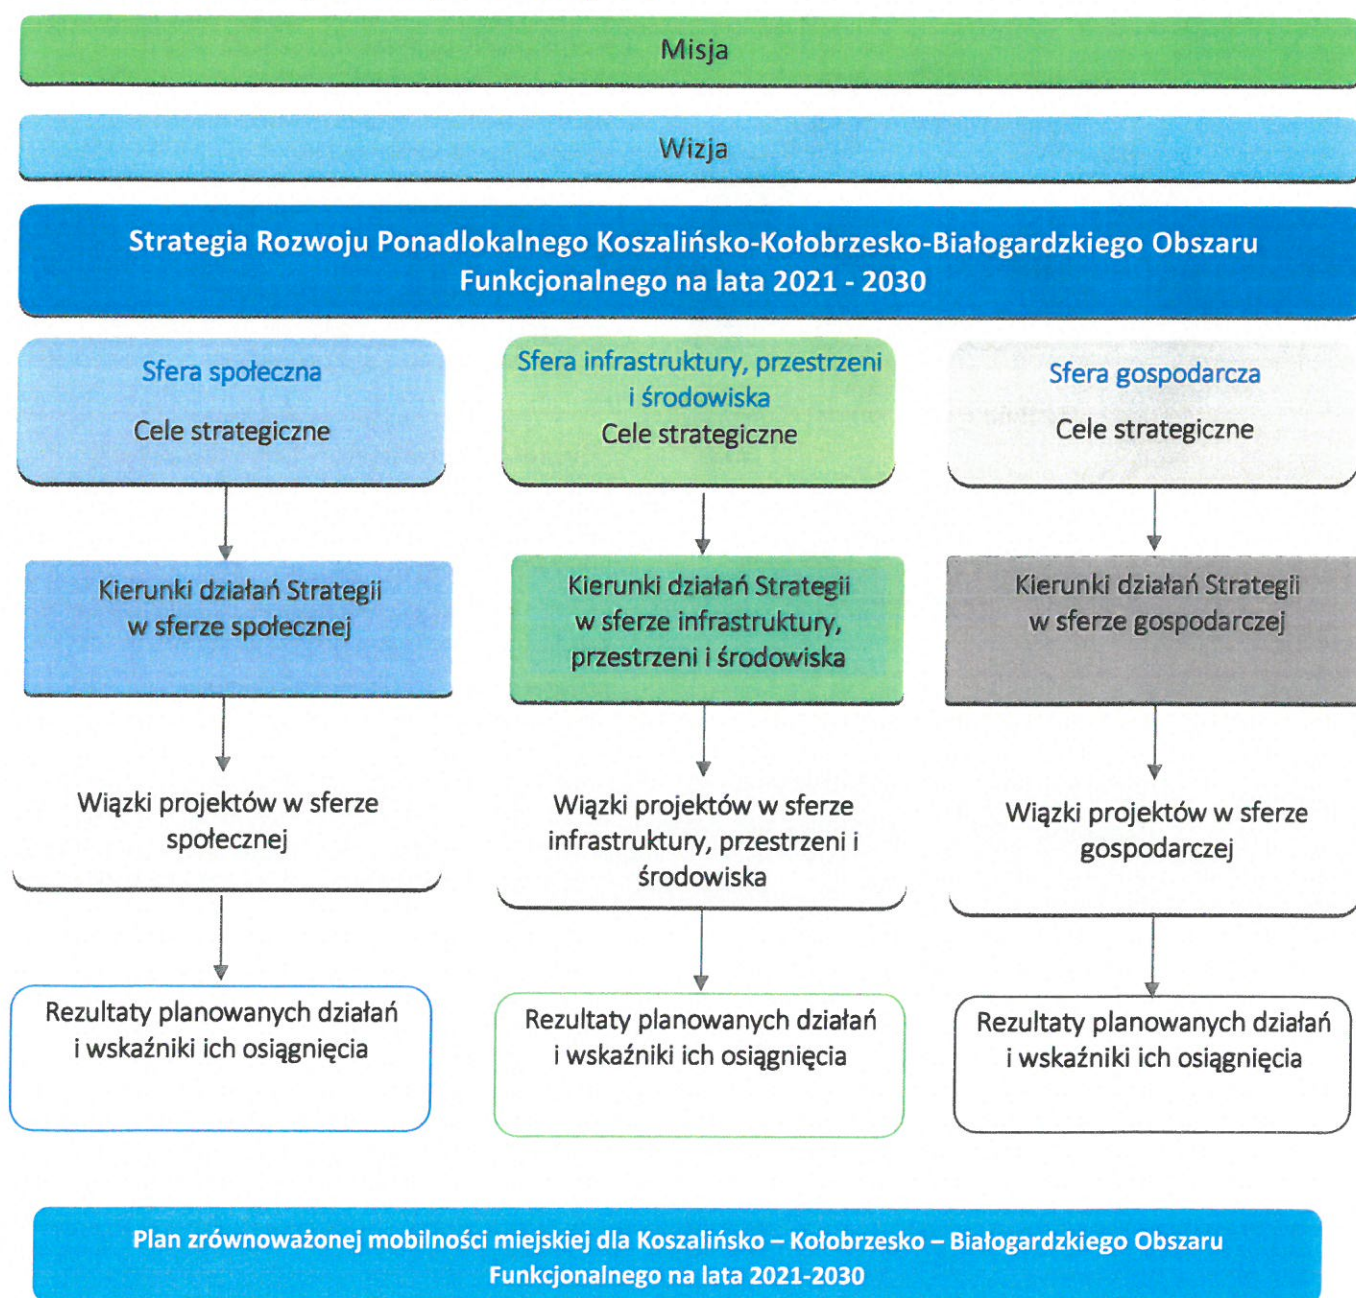 Misja
Wizja
Strategia Rozwoju Ponadlokalnego Koszalińsko-Kołobrzesko-Białogardzkiego Obszaru
Funkcjonalnego na lata 2021 - 2030
Sfera społeczna
Cele strategiczne
Sfera infrastruktury, przestrzeni
i środowiska
Cele strategiczne
Sfera gospodarcza
Cele strategiczne
Kierunki działań Strategii
w sferze społecznej
Kierunki działań Strategii
w sferze infrastruktury,
przestrzeni i środowiska
Kierunki działań Strategii
w sferze gospodarczej
Wiązki projektów w sferze
społecznej
Wiązki projektów w sferze
infrastruktury, przestrzeni i
środowiska
Wiązki projektów w sferze
gospodarczej
Rezultaty planowanych działań
i wskaźniki ich osiągnięcia
Rezultaty planowanych działań
i wskaźniki ich osiągnięcia
Rezultaty planowanych działań
i wskaźniki ich osiągnięcia
Plan zrównoważonej mobilności miejskiej dla Koszalińsko – Kołobrzesko – Białogardzkiego Obszaru
Funkcjonalnego na lata 2021-2030